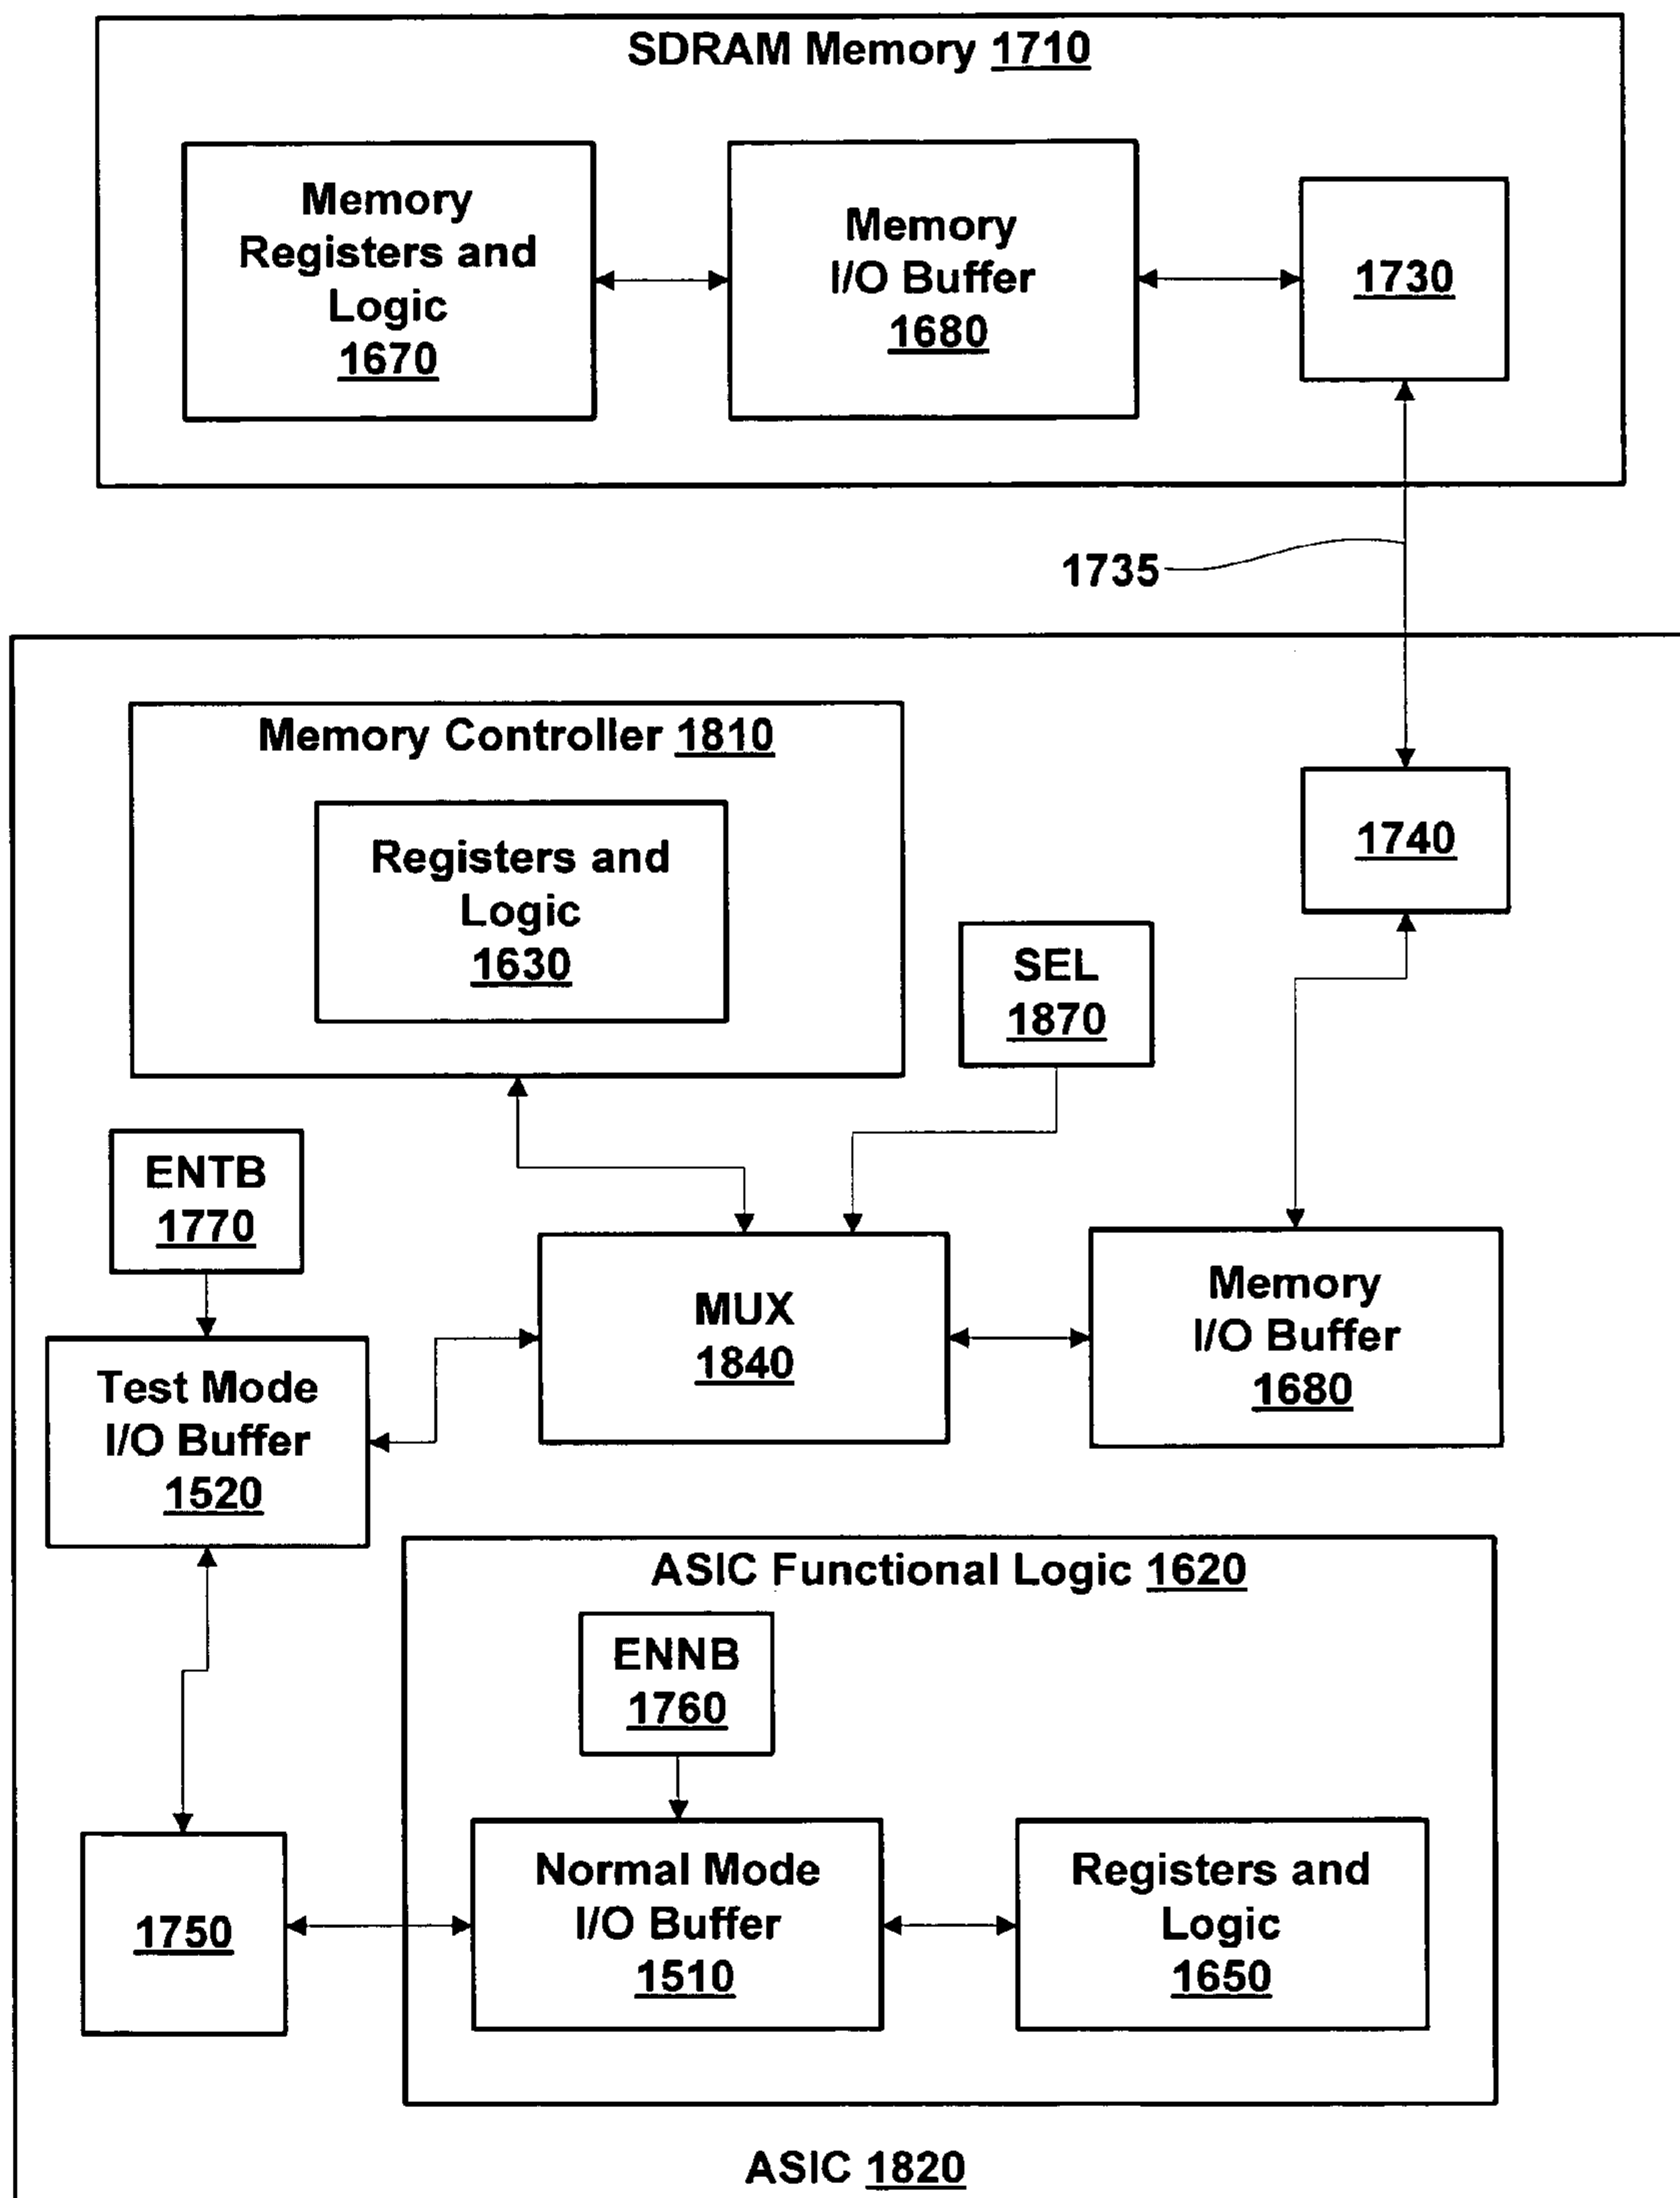 SDRAM Memory 1710
Memory
Registers and
Logic
1670
Memory
I/O Buffer
1680
1730
1735
Memory Controller 1810
Registers and
Logic
1630
1740
SEL
1870
ENTB
1770
MUX
1840
Memory
I/O Buffer
1680
Test Mode
I/O Buffer
1520
ASIC Functional Logic 1620
ENNB
1760
1750
Normal Mode
I/O Buffer
1510
Registers and
Logic
1650
ASIC 1820